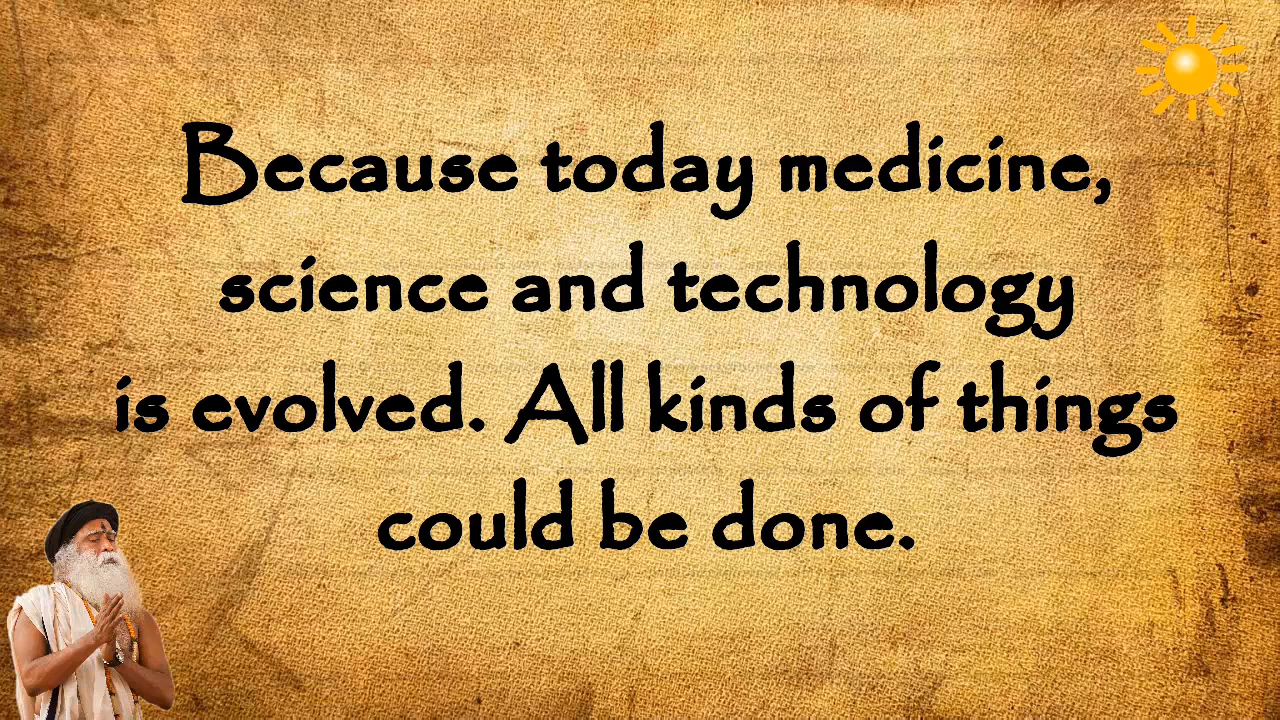 Because today medicine,
science and technology
is evolved. All kinds of things
could be done.